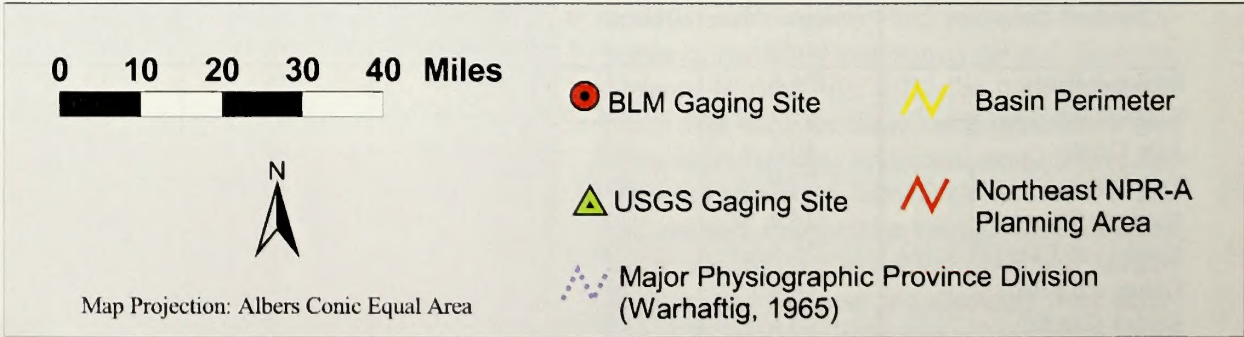 0 10 20 30 40 Miles
N
Map Projection: Albers Conic Equal Area
BLM Gaging Site
Basin Perimeter
USGS Gaging Site
Northeast NPR-A
Planning Area
Major Physiographic Province Division
(Warhaftig, 1965)